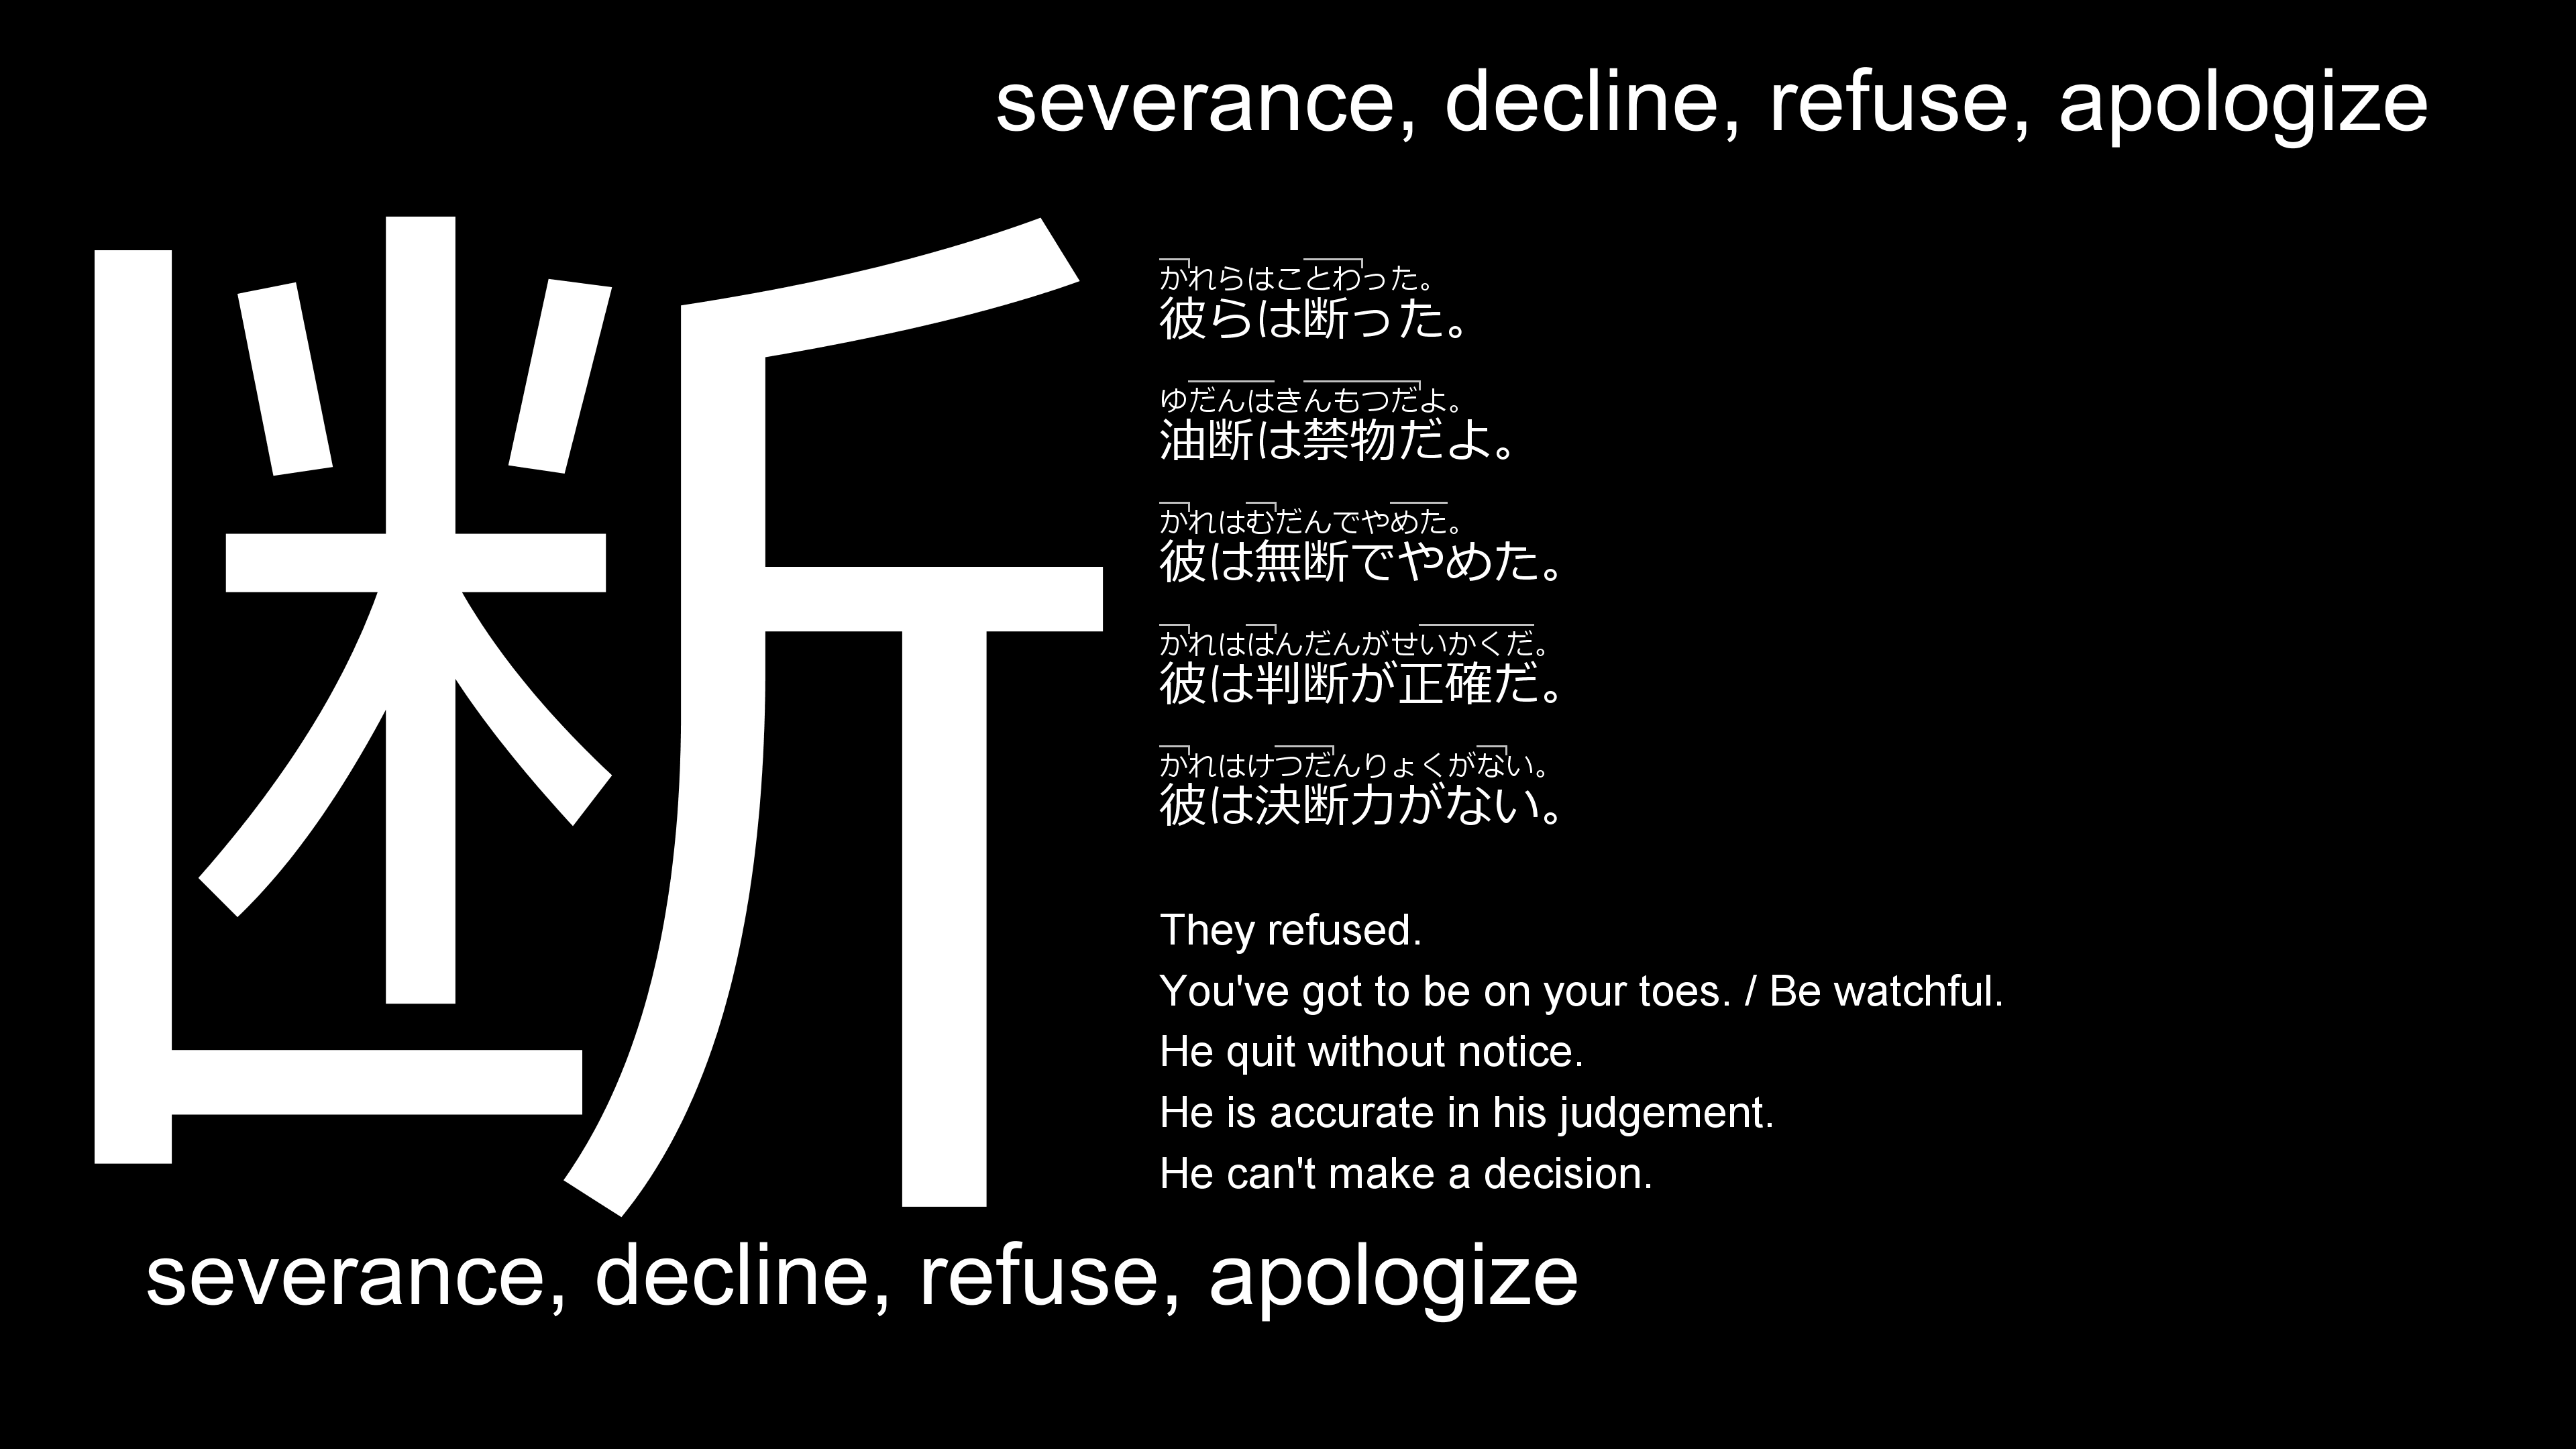 severance, decline, refuse, apologize
断
かれらはことわった。
彼らは断った。
ゆだんはきんもつだよ。
油断は禁物だよ。
かれはむだんでやめた。
彼は無断でやめた。
かれははんだんがせいかくだ。
彼は判断が正確だ。
かれはけつだんりょくがない。
彼は決断力がない。
They refused.
You've got to be on your toes. / Be watchful.
He quit without notice.
He is accurate in his judgement.
He can't make a decision.
severance, decline, refuse, apologize